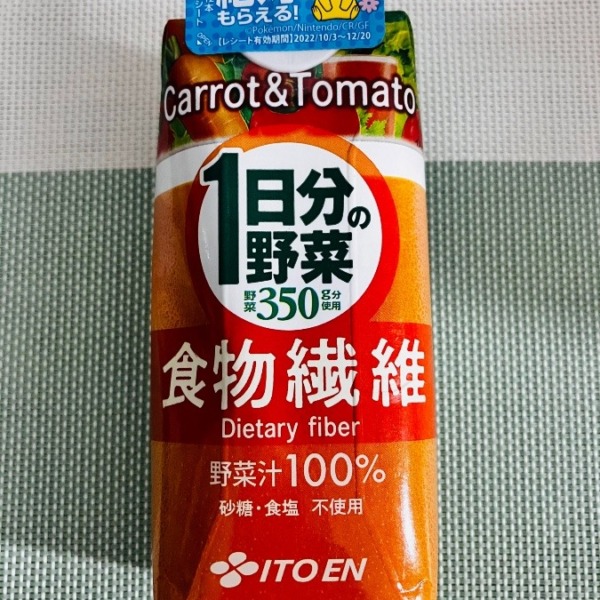 もらえる!
©Pokémon/Nintendo/CR/GF
【レシート有効期間】2022/10/3〜12/20
Carrot&Tomato
1日分の
野菜
野菜350g分使用
食物繊維
Dietary fiber
野菜汁100%
砂糖・食塩 不使用
ITO EN